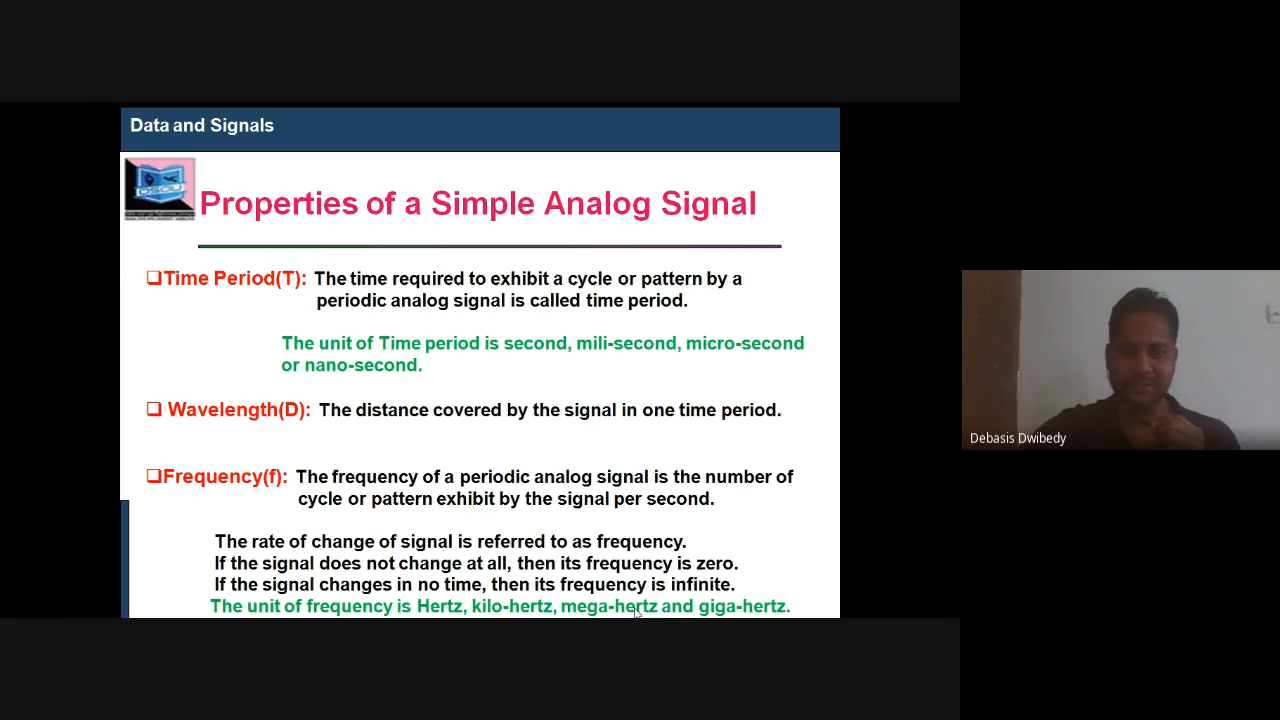 Data and Signals
OSOU
Properties of a Simple Analog Signal
❑Time Period(T): The time required to exhibit a cycle or pattern by a
periodic analog signal is called time period.
The unit of Time period is second, mili-second, micro-second
or nano-second.
❑ Wavelength(D): The distance covered by the signal in one time period.
❑Frequency(f): The frequency of a periodic analog signal is the number of
cycle or pattern exhibit by the signal per second.
The rate of change of signal is referred to as frequency.
If the signal does not change at all, then its frequency is zero.
If the signal changes in no time, then its frequency is infinite.
The unit of frequency is Hertz, kilo-hertz, mega-hertz and giga-hertz.
Debasis Dwibedy